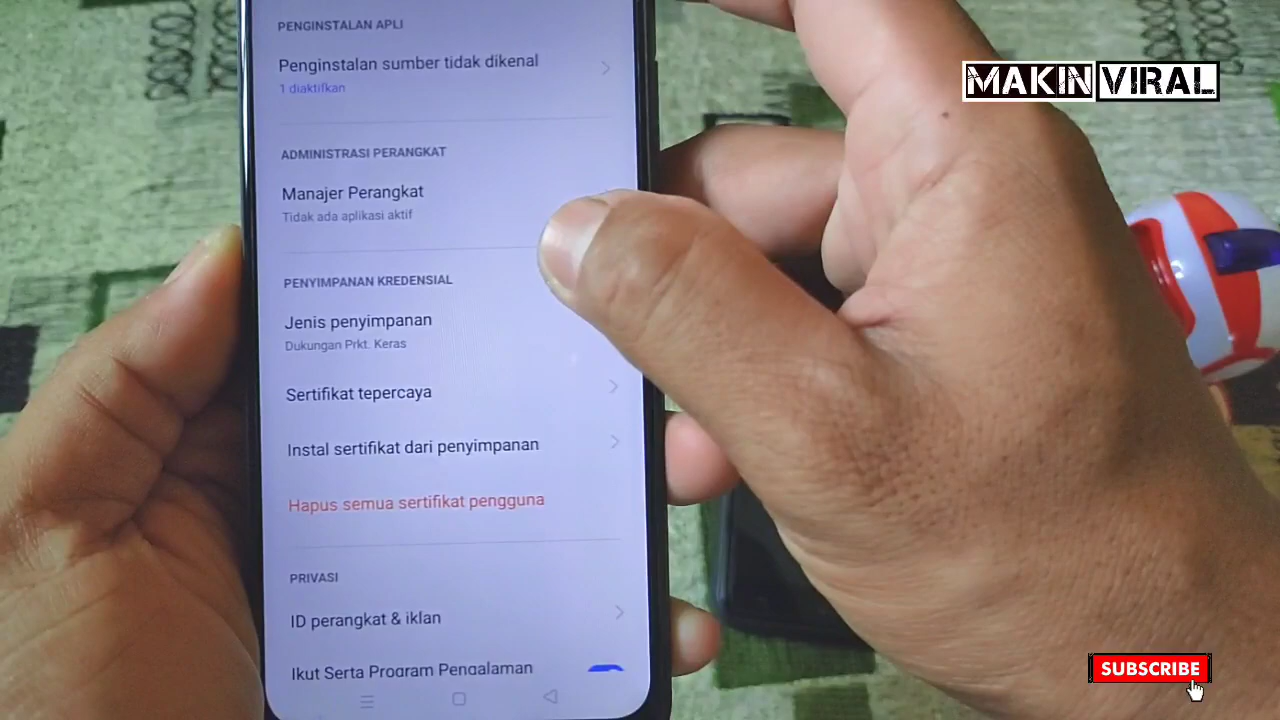 PENGINSTALAN APLI
Penginstalan sumber tidak dikenal
1 diaktifkan
ADMINISTRASI PERANGKAT
Manajer Perangkat
Tidak ada aplikasi aktif
PENYIMPANAN KREDENSIAL
Jenis penyimpanan
Dukungan Prkt. Keras
Sertifikat tepercaya
Instal sertifikat dari penyimpanan
Hapus semua sertifikat pengguna
PRIVASI
ID perangkat & iklan
Ikut Serta Program Pengalaman
MAKIN VIRAL
SUBSCRIBE